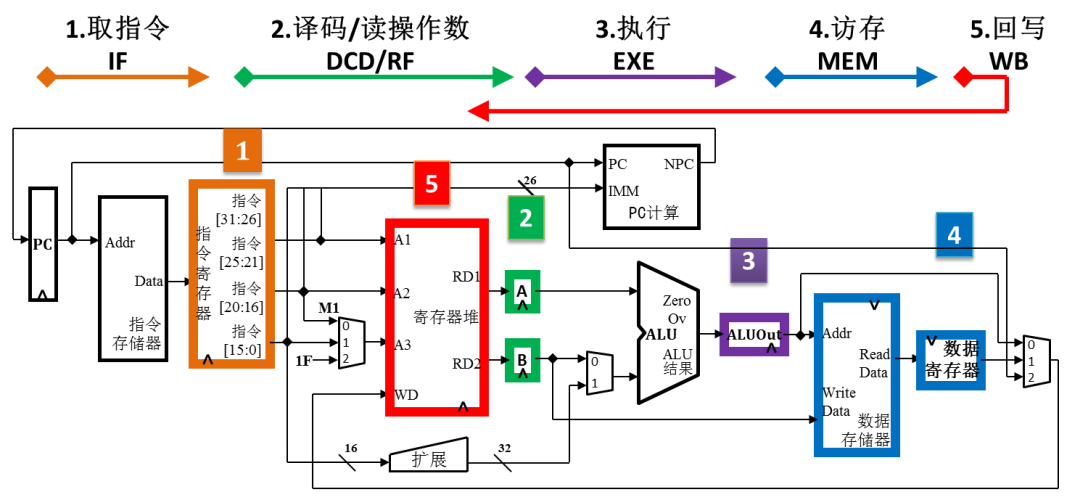 1.取指令
IF
2.译码/读操作数
DCD/RF
3.执行
EXE
4.访存
MEM
5.回写
WB
1
5
2
3
4
26
PC
NPC
IMM
PC计算
PC
Addr
Data
指令
存储器
指令寄存器
指令
[31:26]
指令
[25:21]
指令
[20:16]
指令
[15:0]
M1
0
1
2
1F
A1
A2
A3
WD
RD1
RD2
寄存器堆
A
B
0
1
Zero
Ov
ALU
ALU
结果
ALUOut
Addr
Read
Data
Write
Data
数据
存储器
数据
寄存器
0
1
2
16
扩展
32